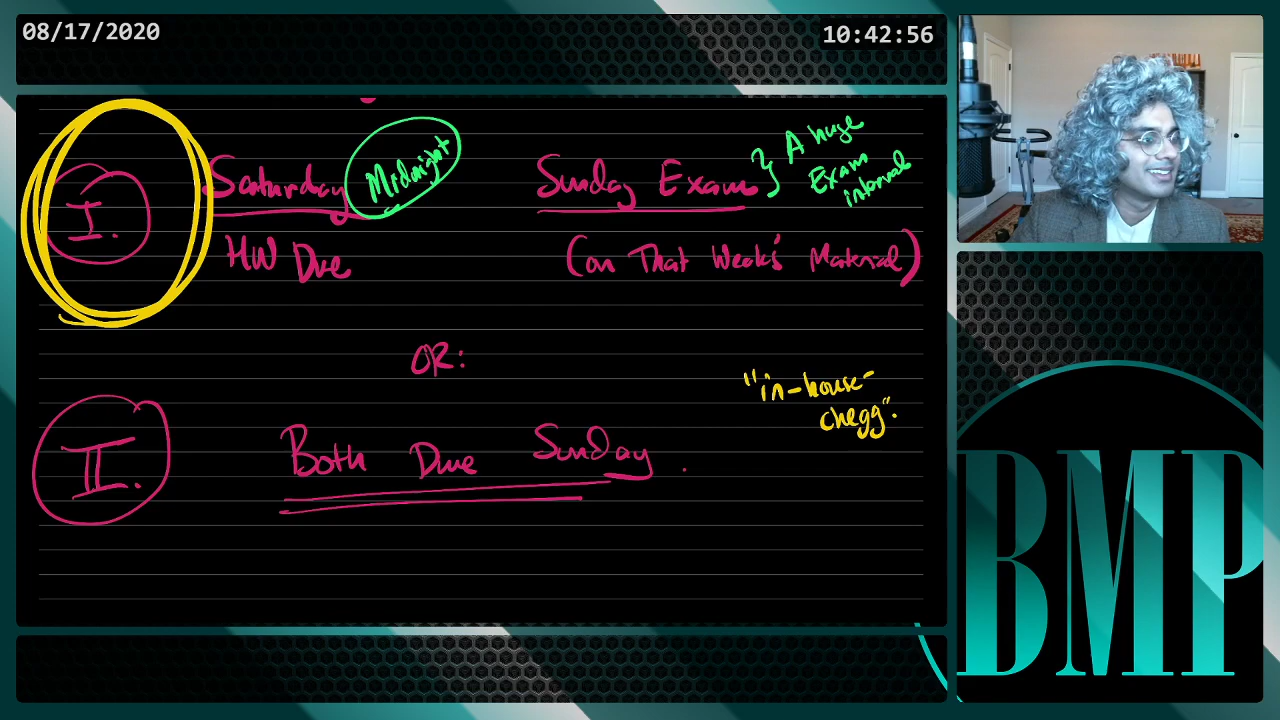 08/17/2020
10:42:56
I.
Saturday Midnight
Sunday Exam } A huge
Exam
interval
HW Due
(on That Week's Material)
OR:
"in-house-
chegg".
II.
Both Due Sunday.
BMP